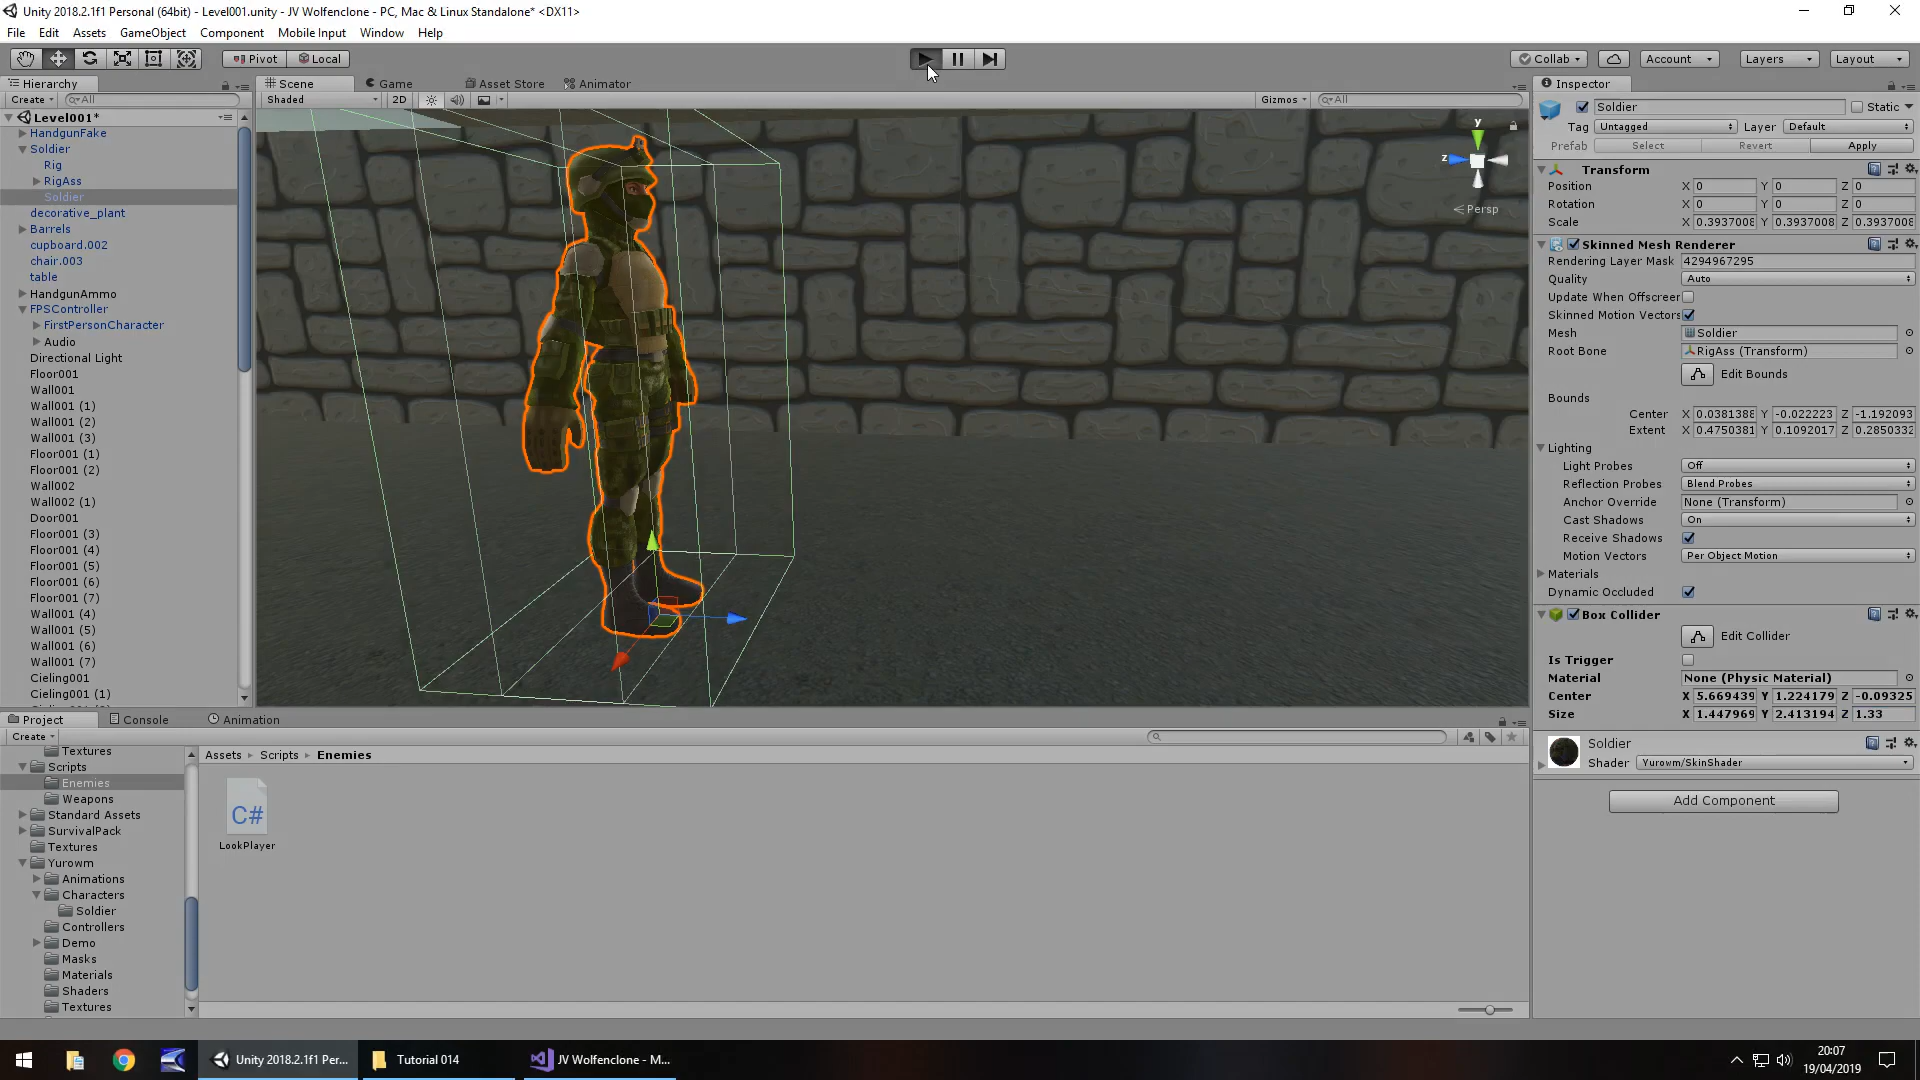 Unity 2018.2.1f1 Personal (64bit) - Level001.unity - JV Wolfenclone - PC, Mac & Linux Standalone* <DX11>
File Edit Assets GameObject Component Mobile Input Window Help
Pivot Local Collab Account Layers Layout
Hierarchy Scene Game Asset Store Animator Inspector
Create All Shaded 2D Gizmos All
Level001*
HandgunFake
Soldier
Rig
RigAss
Soldier
decorative_plant
Barrels
cupboard.002
chair.003
table
HandgunAmmo
FPSController
FirstPersonCharacter
Audio
Directional Light
Floor001
Wall001
Wall001 (1)
Wall001 (2)
Wall001 (3)
Floor001 (1)
Floor001 (2)
Wall002
Wall002 (1)
Door001
Floor001 (3)
Floor001 (4)
Floor001 (5)
Floor001 (6)
Floor001 (7)
Wall001 (4)
Wall001 (5)
Wall001 (6)
Wall001 (7)
Cieling001
Cieling001 (1)
y
z
Persp
Soldier Static
Tag Untagged Layer Default
Prefab Select Revert Apply
Transform
Position X 0 Y 0 Z 0
Rotation X 0 Y 0 Z 0
Scale X 0.3937008 Y 0.3937008 Z 0.3937008
Skinned Mesh Renderer
Rendering Layer Mask 4294967295
Quality Auto
Update When Offscreen
Skinned Motion Vectors
Mesh Soldier
Root Bone RigAss (Transform)
Edit Bounds
Bounds
Center X 0.0381388 Y -0.022223 Z -1.192093
Extent X 0.4750381 Y 0.1092017 Z 0.2850332
Lighting
Light Probes Off
Reflection Probes Blend Probes
Anchor Override None (Transform)
Cast Shadows On
Receive Shadows
Motion Vectors Per Object Motion
Materials
Dynamic Occluded
Box Collider
Edit Collider
Is Trigger
Material None (Physic Material)
Center X 5.669439 Y 1.224179 Z -0.09325
Size X 1.447969 Y 2.413194 Z 1.33
Soldier
Shader Yurowm/SkinShader
Add Component
Project Console Animation
Create
Textures
Scripts
Enemies
Weapons
Standard Assets
SurvivalPack
Textures
Yurowm
Animations
Characters
Soldier
Controllers
Demo
Masks
Materials
Shaders
Textures
Assets Scripts Enemies
C#
LookPlayer
Unity 2018.2.1f1 Per... Tutorial 014 JV Wolfenclone - M...
20:07
19/04/2019